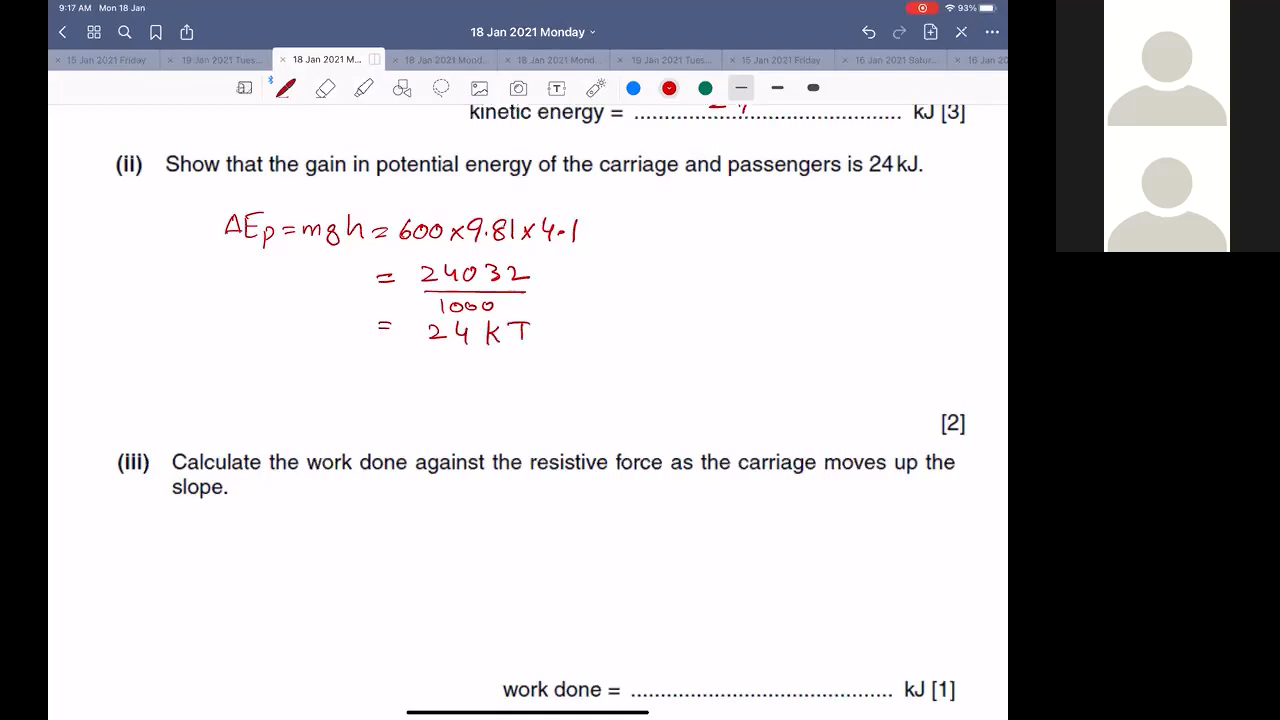 9:17 AM Mon 18 Jan
93%
18 Jan 2021 Monday
15 Jan 2021 Friday
19 Jan 2021 Tues...
18 Jan 2021 M...
18 Jan 2021 Mond...
18 Jan 2021 Mond...
19 Jan 2021 Tues...
15 Jan 2021 Friday
16 Jan 2021 Satur...
16 Jan 20
kinetic energy = ............................................. kJ [3]
(ii) Show that the gain in potential energy of the carriage and passengers is 24 kJ.
ΔEp = mgh = 600 × 9.81 × 4.1
= 24032
1000
= 24 KJ
[2]
(iii) Calculate the work done against the resistive force as the carriage moves up the
slope.
work done = ............................................ kJ [1]